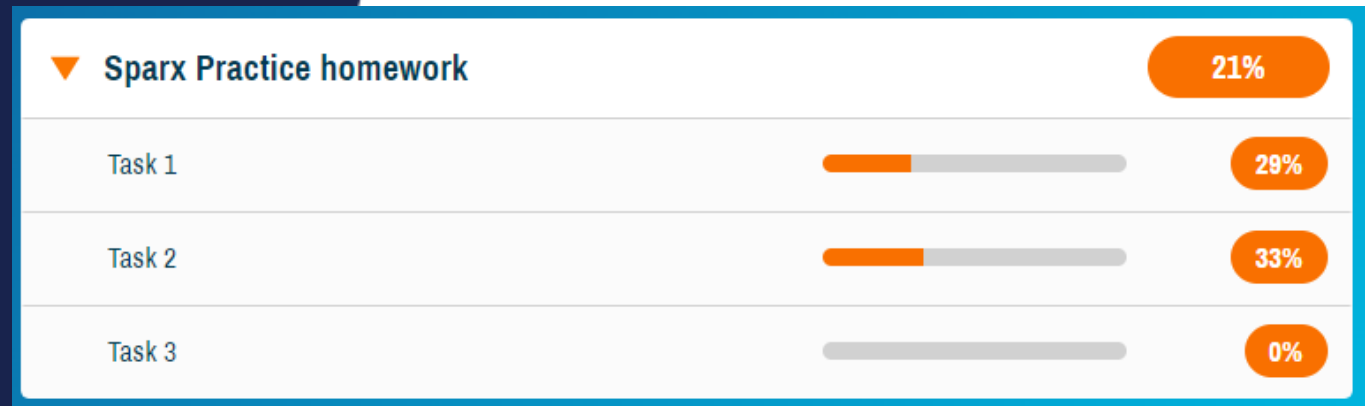 Sparx Practice homework 21%
Task 1 29%
Task 2 33%
Task 3 0%